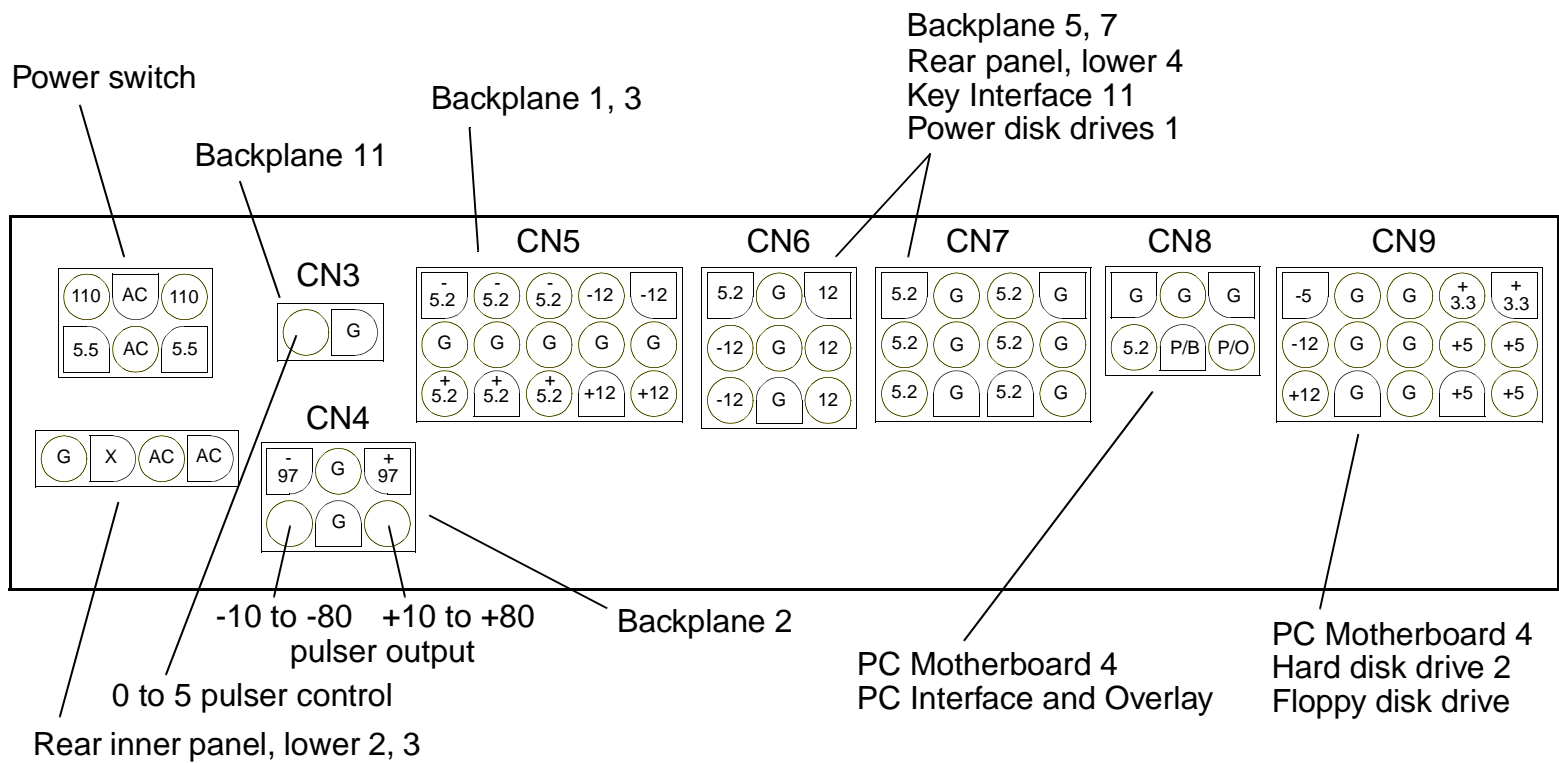 Backplane 5, 7
Rear panel, lower 4
Key Interface 11
Power disk drives 1
Power switch
Backplane 1, 3
Backplane 11
CN5
CN6
CN7
CN8
CN9
CN3
CN4
110 AC 110
5.5 AC 5.5
G
- 5.2 - 5.2 - 5.2 -12 -12
G G G G G
+ 5.2 + 5.2 + 5.2 +12 +12
5.2 G 12
-12 G 12
-12 G 12
5.2 G 5.2 G
5.2 G 5.2 G
5.2 G 5.2 G
G G G
5.2 P/B P/O
-5 G G + 3.3 + 3.3
-12 G G +5 +5
+12 G G +5 +5
G X AC AC
- 97 G + 97
G
-10 to -80 +10 to +80
pulser output
Backplane 2
0 to 5 pulser control
Rear inner panel, lower 2, 3
PC Motherboard 4
PC Interface and Overlay
PC Motherboard 4
Hard disk drive 2
Floppy disk drive